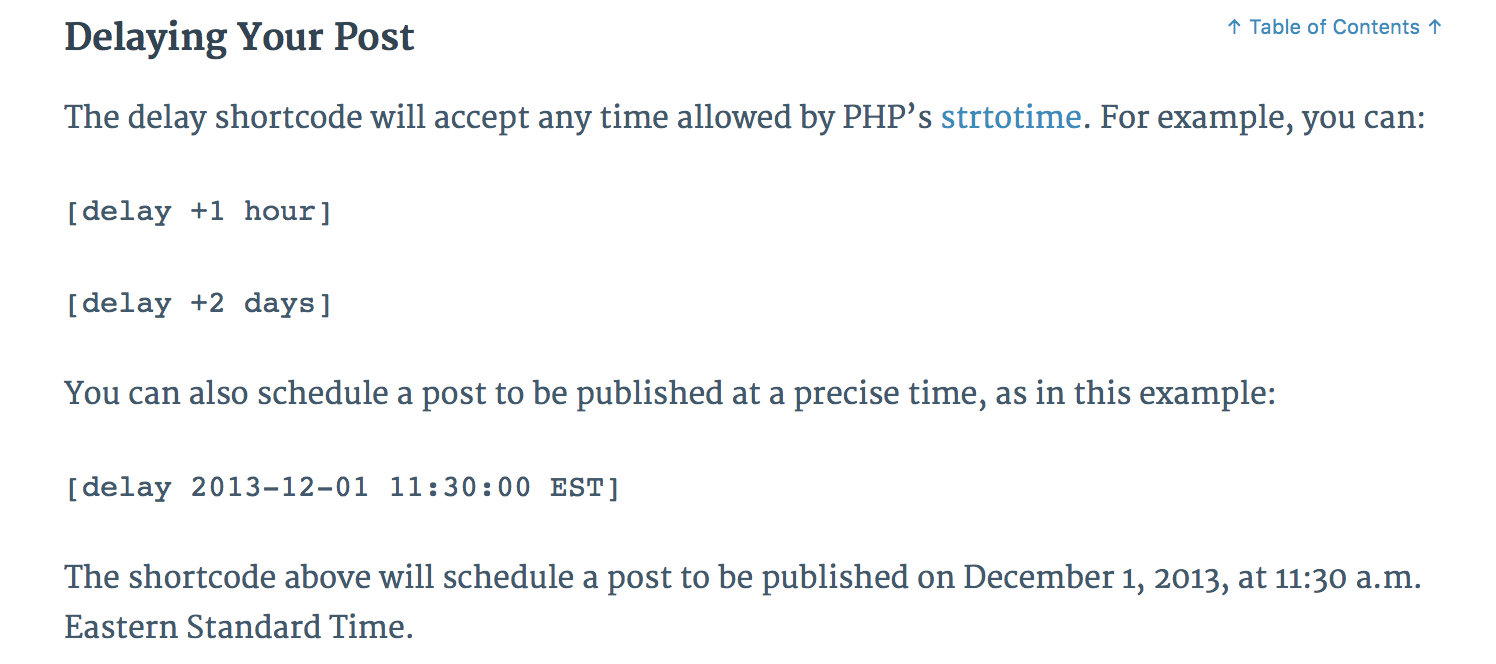 Delaying Your Post
↑ Table of Contents ↑
The delay shortcode will accept any time allowed by PHP’s strtotime. For example, you can:
[delay +1 hour]
[delay +2 days]
You can also schedule a post to be published at a precise time, as in this example:
[delay 2013-12-01 11:30:00 EST]
The shortcode above will schedule a post to be published on December 1, 2013, at 11:30 a.m.
Eastern Standard Time.